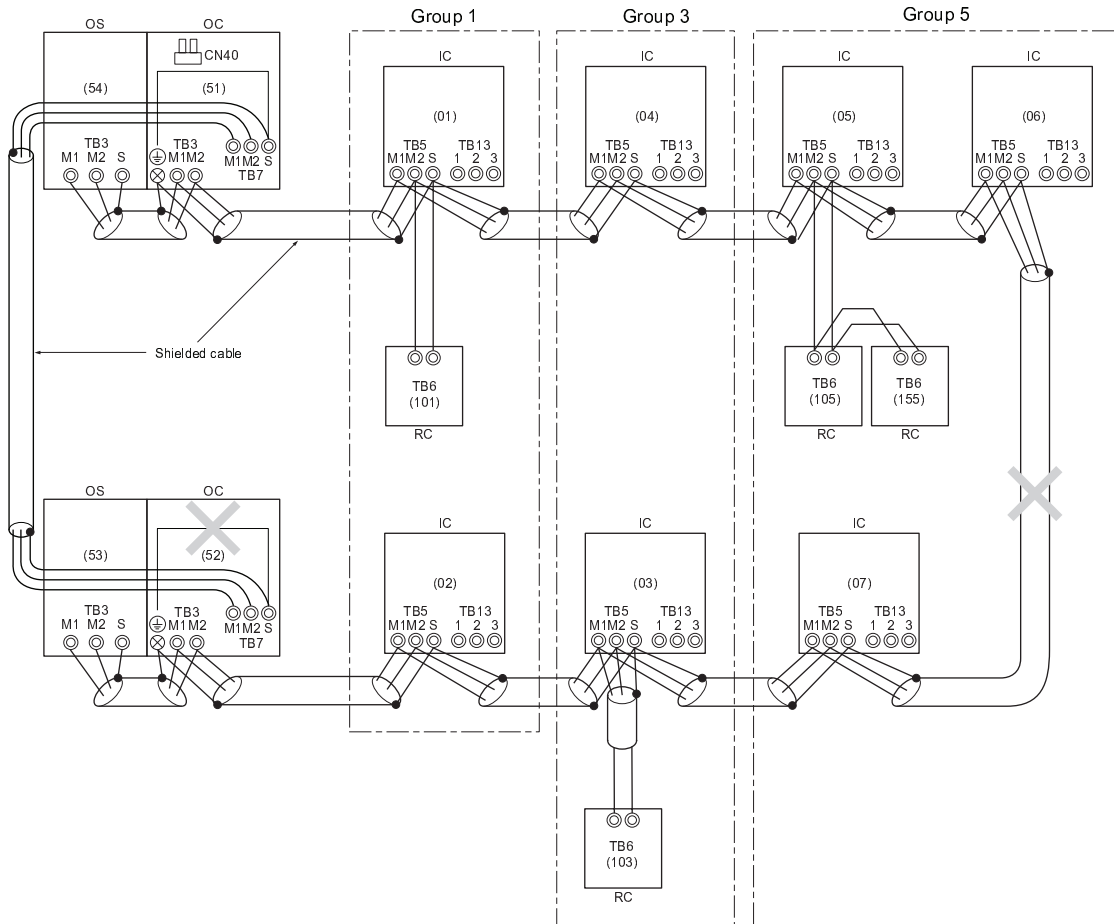 Group 1
Group 3
Group 5
OS
OC
IC
IC
IC
IC
CN40
(54)
(51)
(01)
(04)
(05)
(06)
TB3
M1 M2 S
TB3
M1M2
M1M2 S
TB7
TB5
M1M2 S
TB13
1 2 3
TB5
M1M2 S
TB13
1 2 3
TB5
M1M2 S
TB13
1 2 3
TB5
M1M2 S
TB13
1 2 3
Shielded cable
TB6
(101)
RC
TB6
(105)
RC
TB6
(155)
RC
OS
OC
IC
IC
IC
(53)
(52)
(02)
(03)
(07)
TB3
M1 M2 S
TB3
M1 M2
M1M2 S
TB7
TB5
M1M2 S
TB13
1 2 3
TB5
M1M2 S
TB13
1 2 3
TB5
M1M2 S
TB13
1 2 3
TB6
(103)
RC